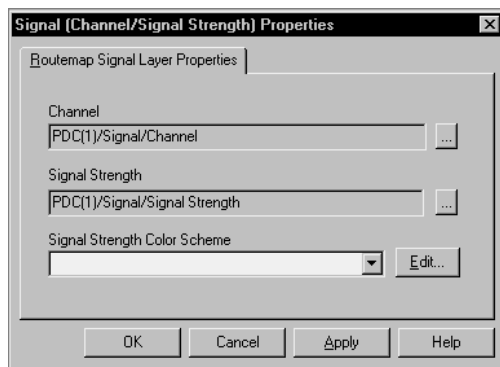 Signal (Channel/Signal Strength) Properties
Routemap Signal Layer Properties
Channel
PDC(1)/Signal/Channel
...
Signal Strength
PDC(1)/Signal/Signal Strength
...
Signal Strength Color Scheme
Edit...
OK Cancel Apply Help